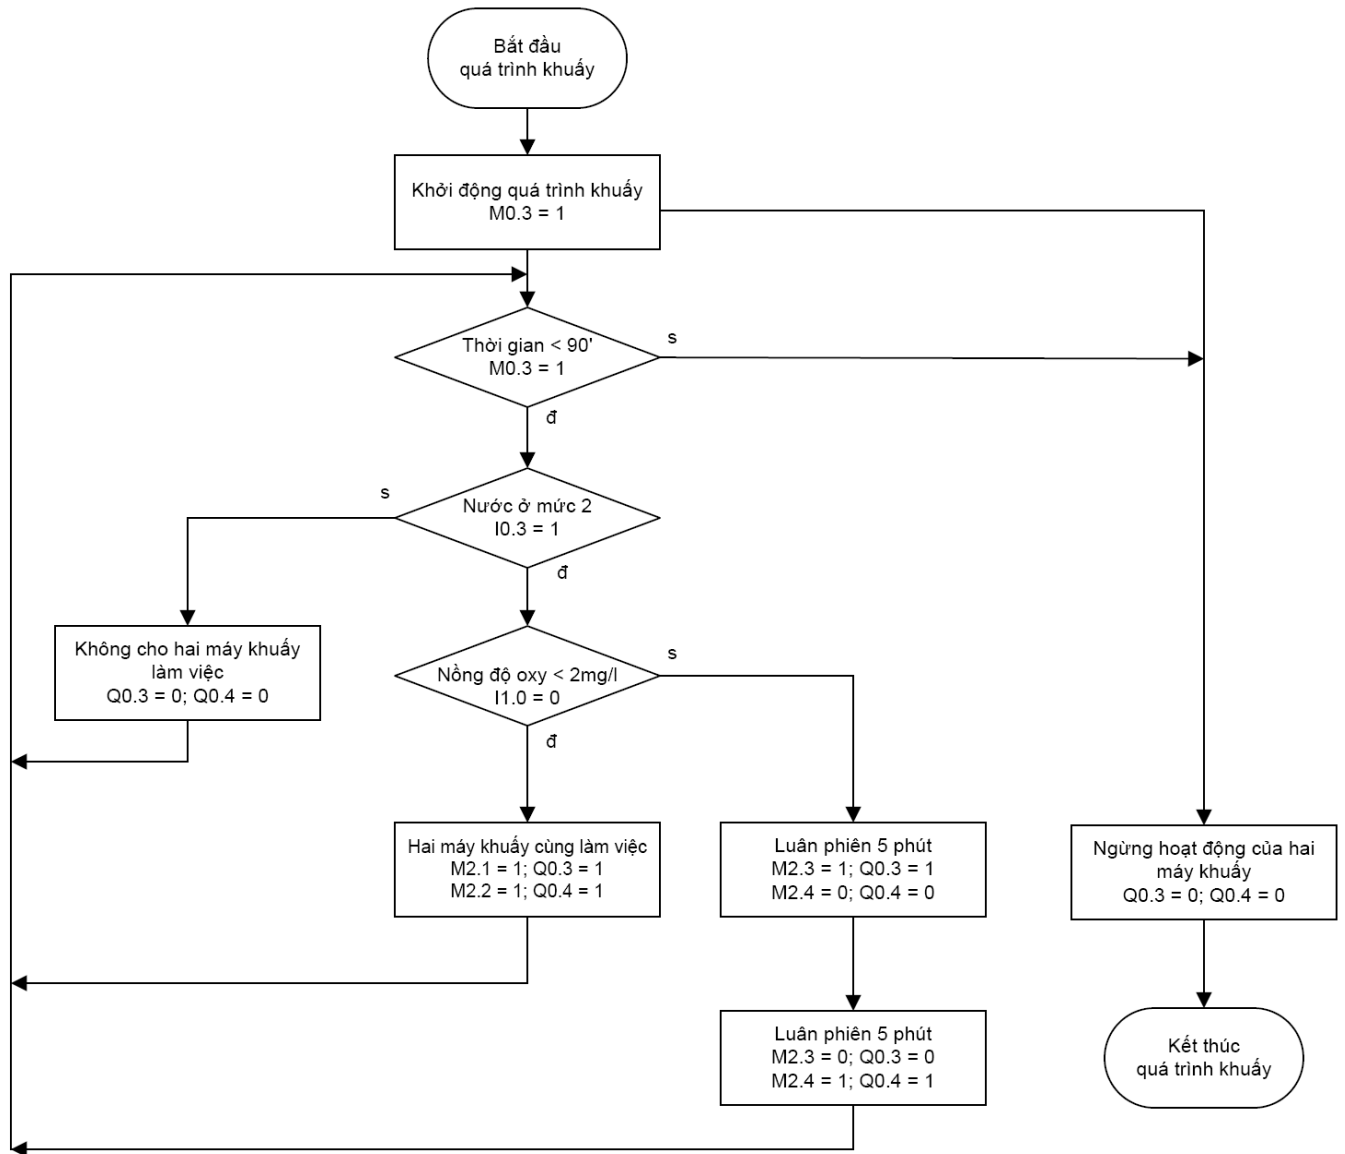 Bắt đầu
quá trình khuấy
Khởi động quá trình khuấy
M0.3 = 1
Thời gian < 90'
M0.3 = 1
s
đ
Nước ở mức 2
I0.3 = 1
s
đ
Không cho hai máy khuấy
làm việc
Q0.3 = 0; Q0.4 = 0
Nồng độ oxy < 2mg/l
I1.0 = 0
s
đ
Hai máy khuấy cùng làm việc
M2.1 = 1; Q0.3 = 1
M2.2 = 1; Q0.4 = 1
Luân phiên 5 phút
M2.3 = 1; Q0.3 = 1
M2.4 = 0; Q0.4 = 0
Ngừng hoạt động của hai
máy khuấy
Q0.3 = 0; Q0.4 = 0
Luân phiên 5 phút
M2.3 = 0; Q0.3 = 0
M2.4 = 1; Q0.4 = 1
Kết thúc
quá trình khuấy